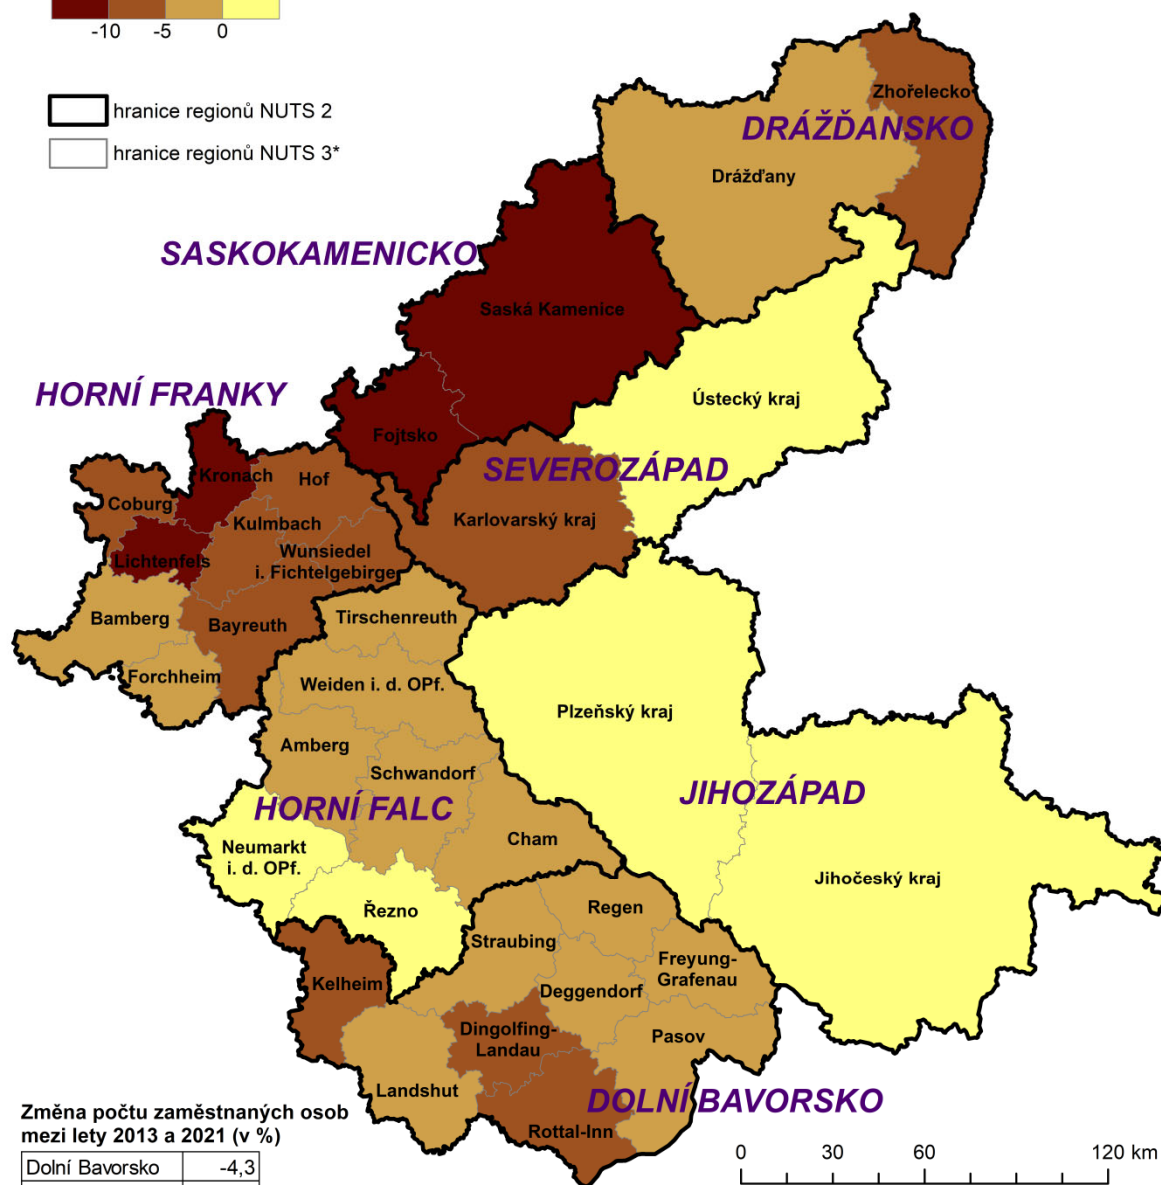 -10 -5 0
hranice regionů NUTS 2
hranice regionů NUTS 3*
Zhořelecko
DRÁŽĎANSKO
Drážďany
SASKOKAMENICKO
Saská Kamenice
HORNÍ FRANKY
Ústecký kraj
Fojtsko
SEVEROZÁPAD
Kronach
Hof
Coburg
Kulmbach
Karlovarský kraj
Lichtenfels
Wunsiedel
i. Fichtelgebirge
Bamberg
Bayreuth
Tirschenreuth
Forchheim
Weiden i. d. OPf.
Plzeňský kraj
Amberg
Schwandorf
HORNÍ FALC
JIHOZÁPAD
Neumarkt
i. d. OPf.
Cham
Jihočeský kraj
Řezno
Regen
Straubing
Freyung-
Grafenau
Kelheim
Deggendorf
Dingolfing-
Landau
Pasov
Landshut
DOLNÍ BAVORSKO
Rottal-Inn
Změna počtu zaměstnaných osob
mezi lety 2013 a 2021 (v %)
Dolní Bavorsko -4,3
0 30 60 120 km